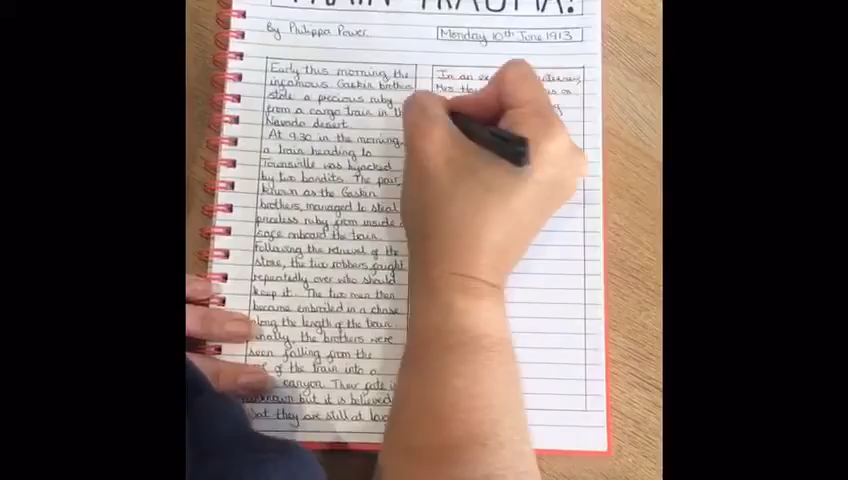 TRAIN TRAUMA!
By Philippa Power.
Monday 10th June 1913
Early this morning the
infamous Gaskin brothers
stole a precious ruby
from a cargo train in th
Navado desert.
At 9.30 in the morning,
a train heading to
Townsville was hijacked
by two bandits. The pair,
known as the Gaskin
brothers, managed to steal
priceless ruby from inside a
safe onboard the train.
Following the retrieval of the
stone, the two robbers fought
repeatedly over who should
keep it. The two men then
became embroiled in a chase
along the length of the train.
the brothers were
seen falling from the
of the train into a
canyon. Their fate is
unknown but it is believed
that they are still at large
In an
Mrs